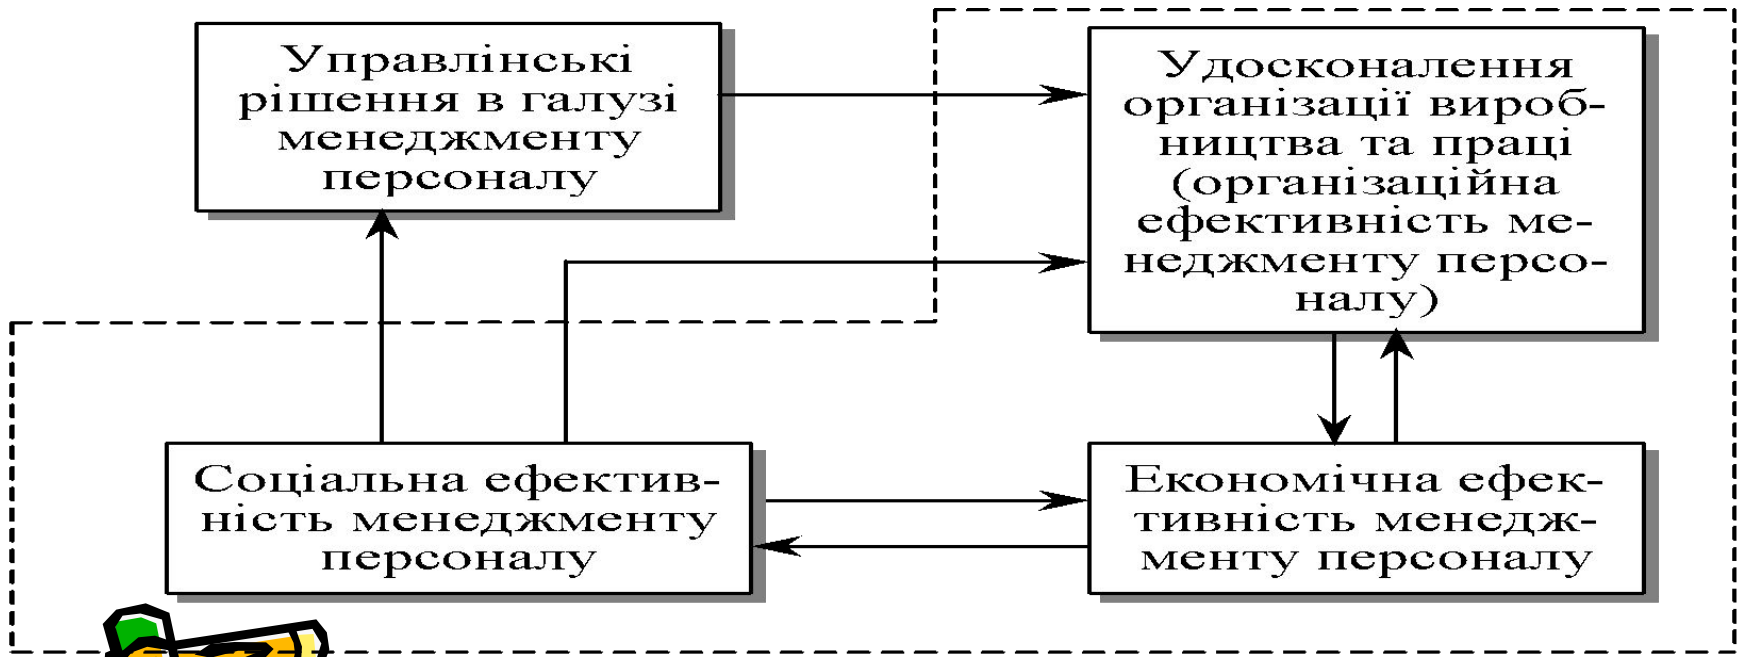 Управлінські
рішення в галузі
менеджменту
персоналу
Удосконалення
організації вироб-
ництва та праці
(організаційна
ефективність ме-
неджменту персо-
налу)
Соціальна ефектив-
ність менеджменту
персоналу
Економічна ефек-
тивність менедж-
менту персоналу